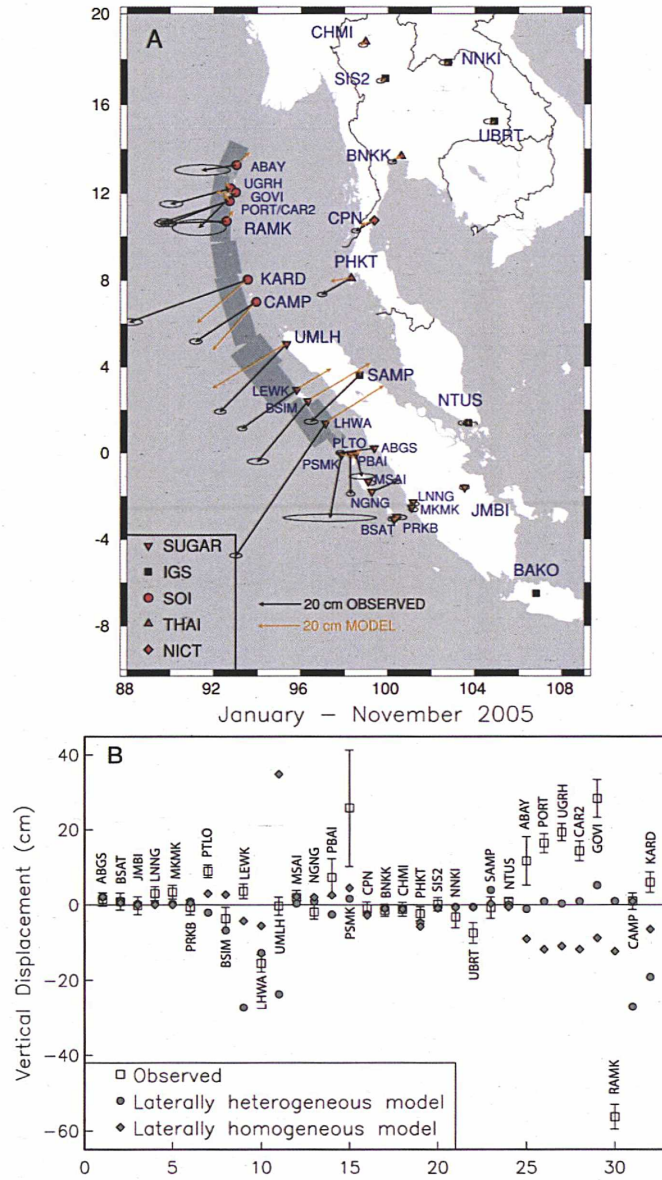 A
20
16
12
8
4
0
-4
-8
88
92
96
100
104
108
CHMI
NNKI
SIS2
UBRT
BNKK
ABAY
UGRH
GOVI
PORT/CAR2
RAMK
CPN
PHKT
KARD
CAMP
UMLH
SAMP
LEWK
BSIM
LHWA
NTUS
PLTO
ABGS
PSMK
PBAI
MSAI
NGNG
LNNG
MKMK
JMBI
BSAT
PRKB
BAKO
SUGAR
IGS
SOI
THAI
NICT
20 cm OBSERVED
20 cm MODEL
January – November 2005
B
Vertical Displacement (cm)
40
20
0
-20
-40
-60
0
5
10
15
20
25
30
ABGS
BSAT
JMBI
LNNG
MKMK
PRKB
PTLO
BSIM
LEWK
LHWA
UMLH
MSAI
NGNG
PBAI
PSMK
CPN
BNKK
CHMI
PHKT
SIS2
NNKI
UBRT
SAMP
NTUS
ABAY
PORT
UGRH
CAR2
GOVI
RAMK
CAMP
KARD
Observed
Laterally heterogeneous model
Laterally homogeneous model